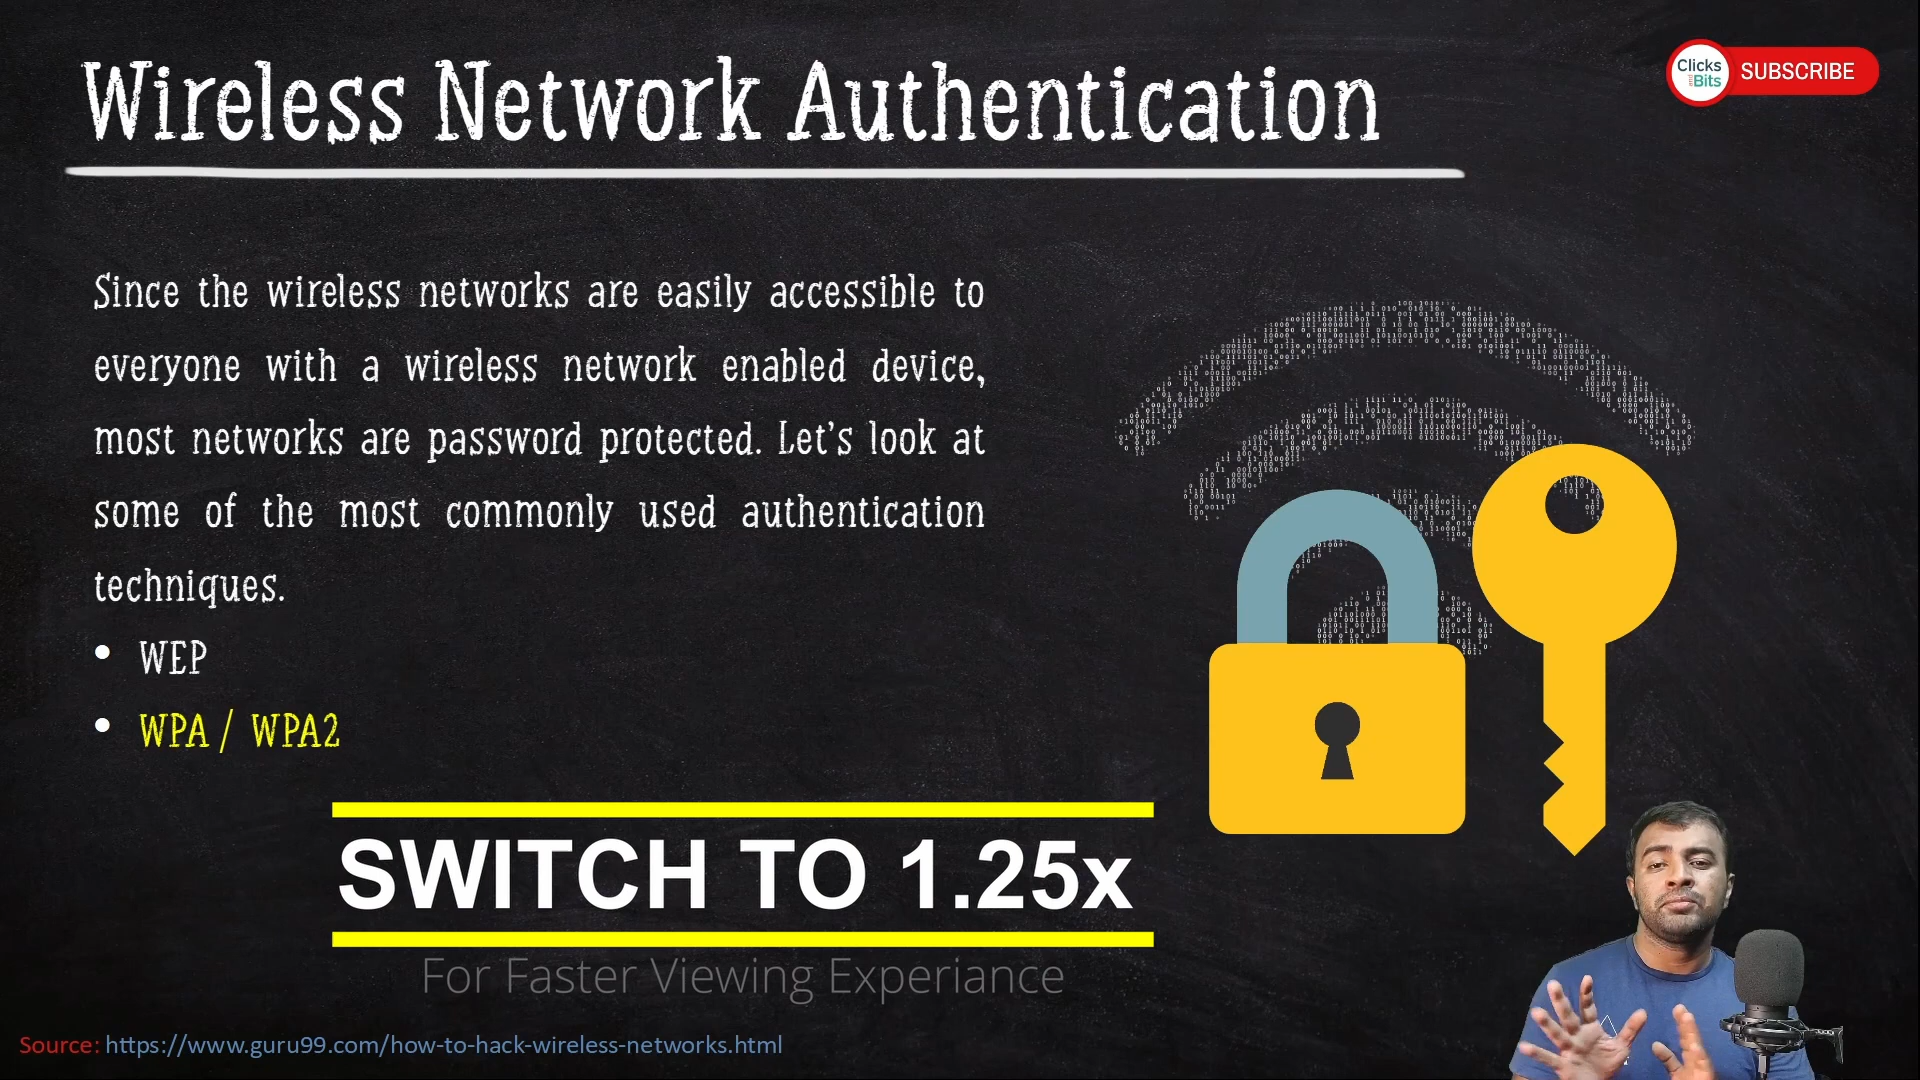 Wireless Network Authentication
Clicks
and
Bits
SUBSCRIBE
Since the wireless networks are easily accessible to
everyone with a wireless network enabled device,
most networks are password protected. Let's look at
some of the most commonly used authentication
techniques.
• WEP
• WPA / WPA2
SWITCH TO 1.25x
For Faster Viewing Experiance
Source: https://www.guru99.com/how-to-hack-wireless-networks.html